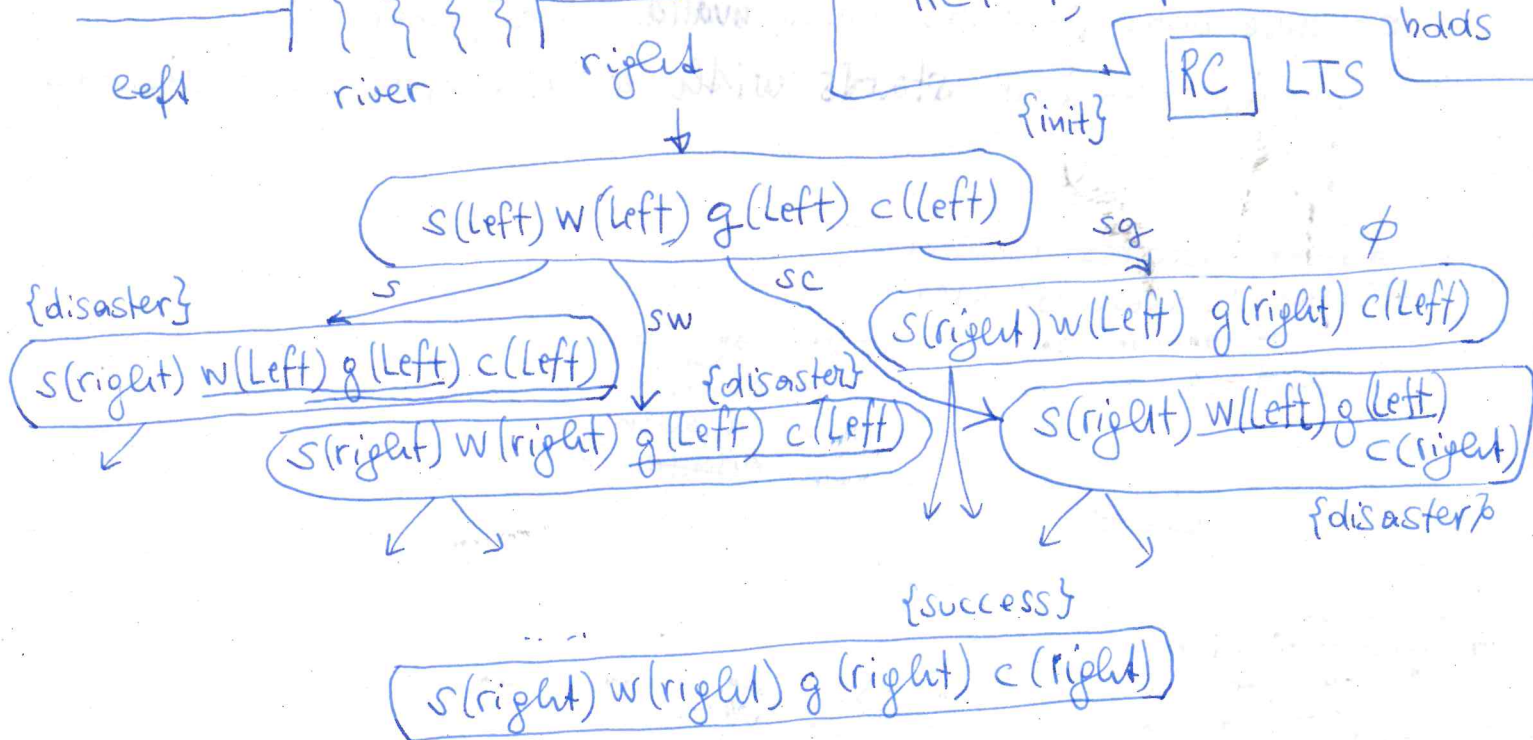 holds
left river right RC LTS
{init}
s(left) w(left) g(left) c(left)
s sw sc sg ϕ
{disaster}
s(right) w(left) g(left) c(left)
s(right) w(left) g(right) c(left)
{disaster}
s(right) w(right) g(left) c(left)
s(right) w(left) g(left)
c(right)
{disaster}
{success}
.....
s(right) w(right) g(right) c(right)